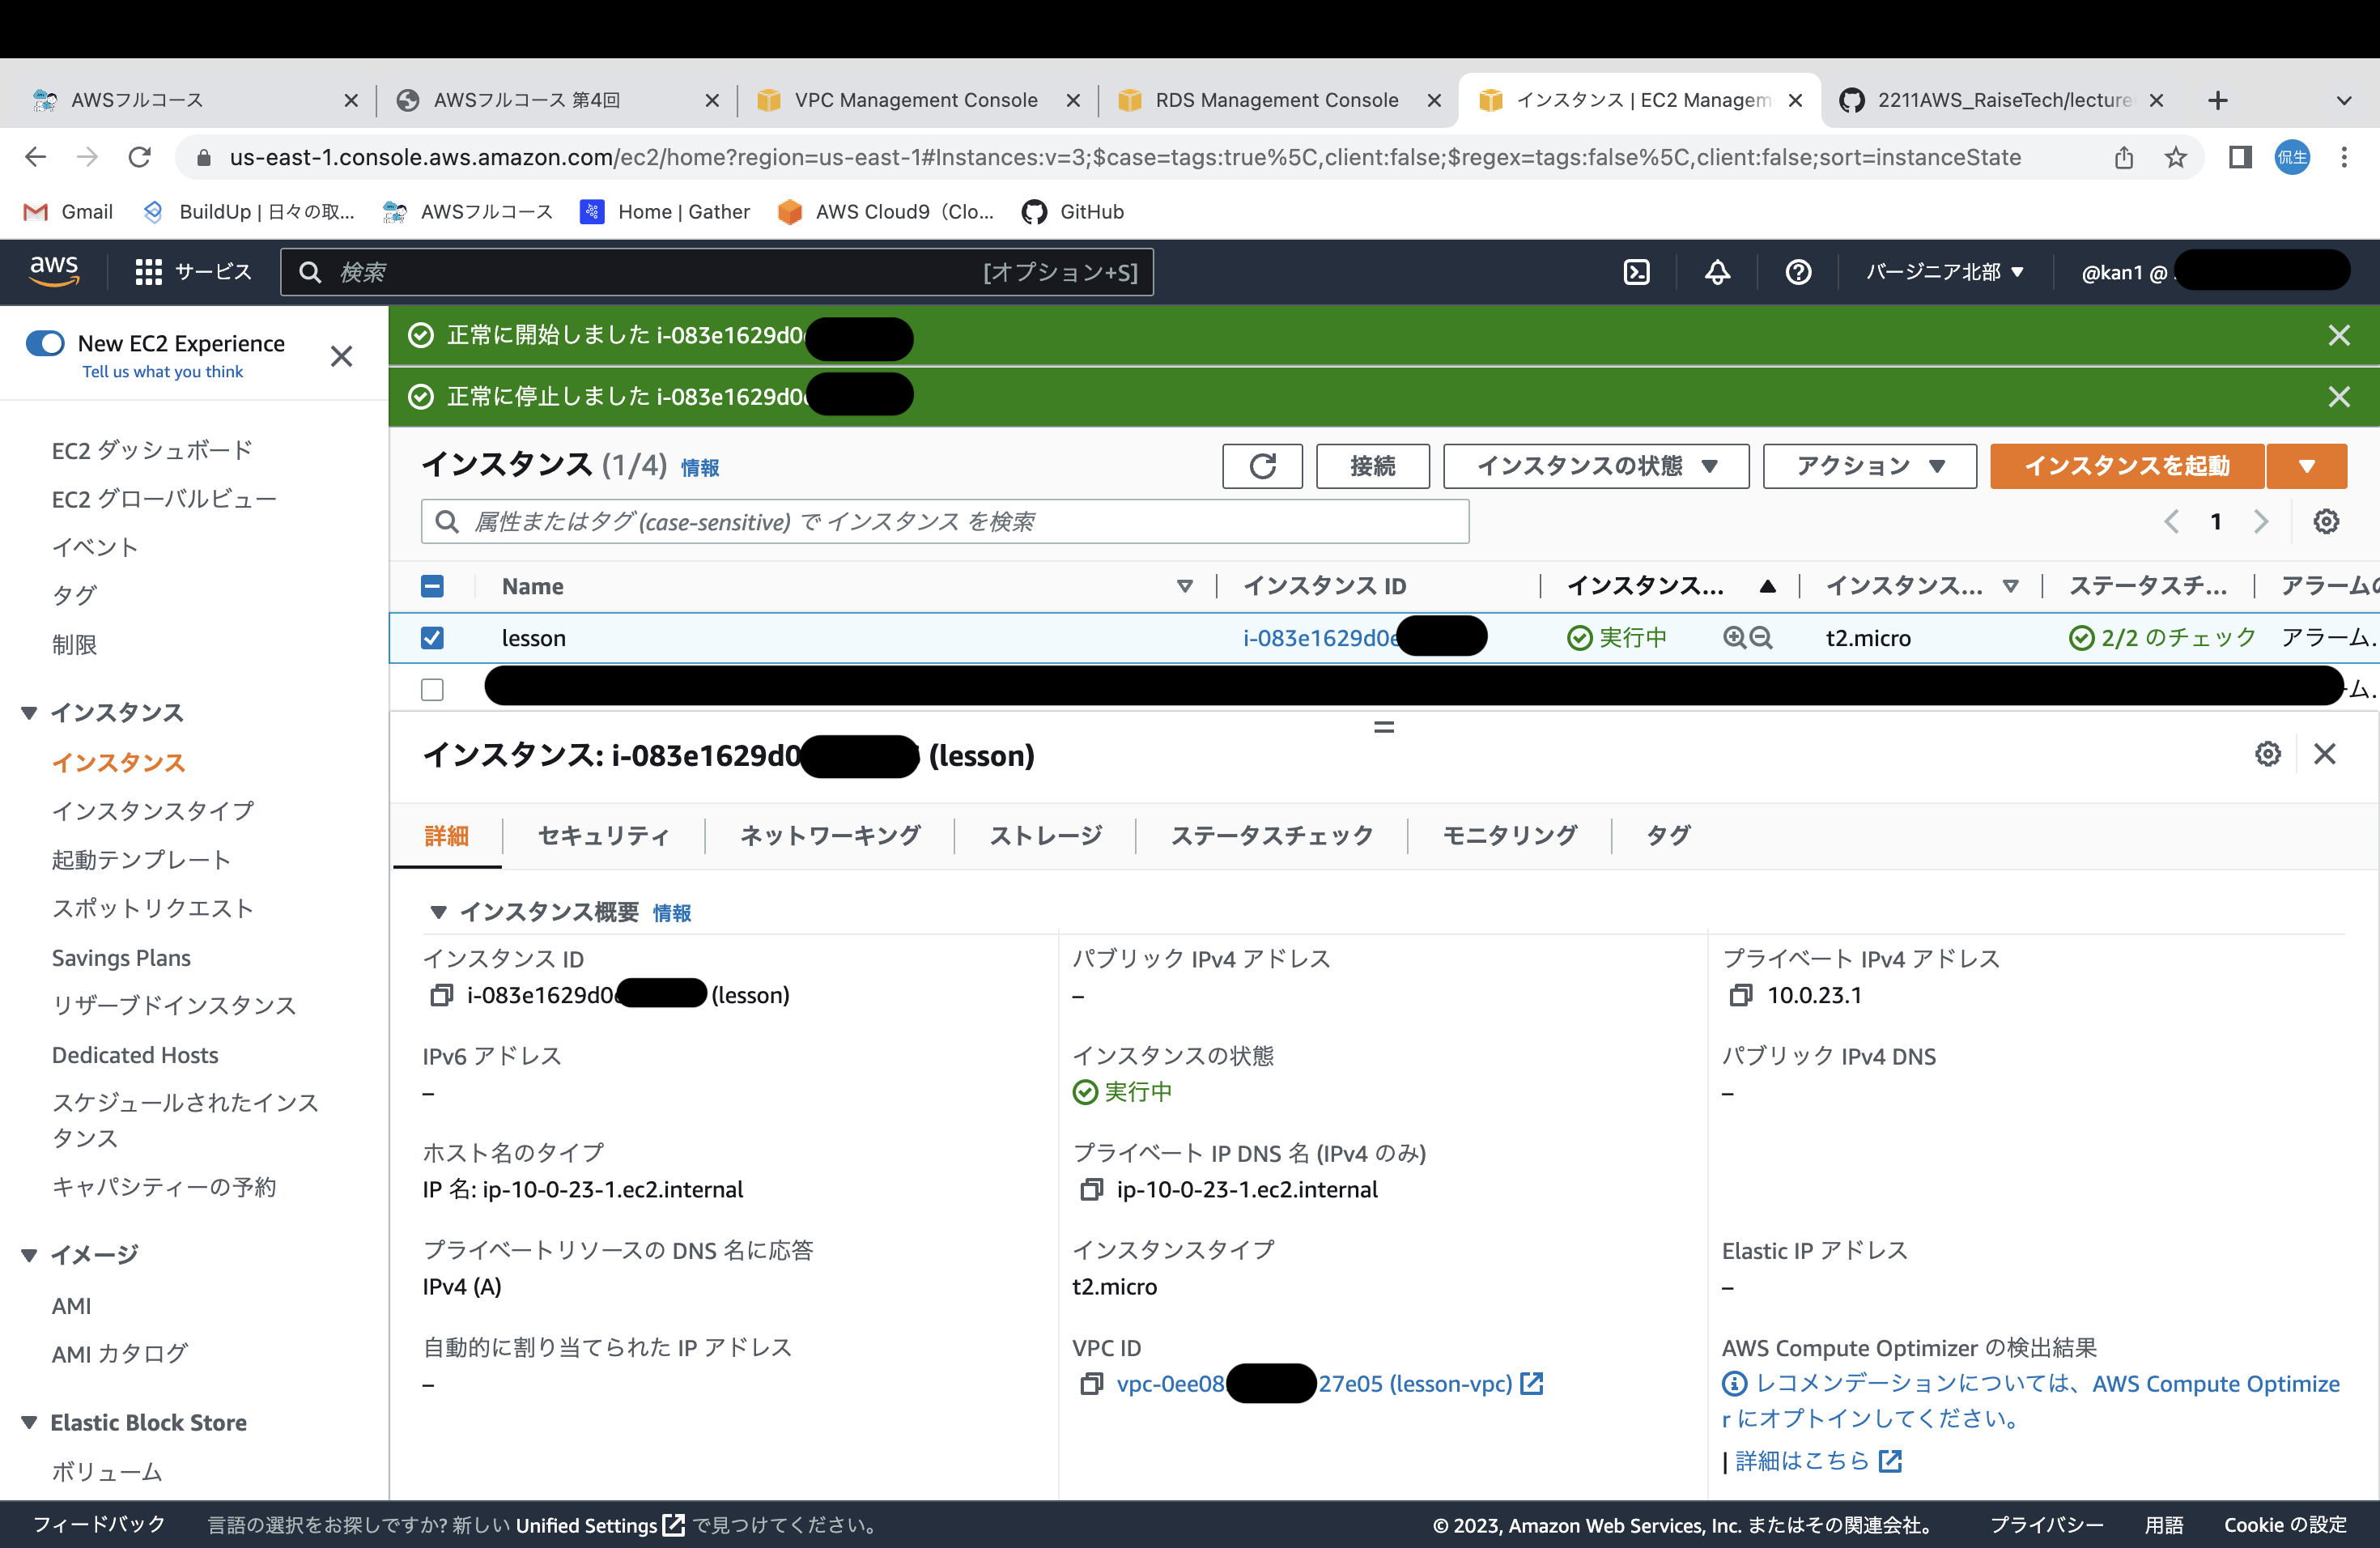 AWSフルコース
AWSフルコース 第4回
VPC Management Console
RDS Management Console
インスタンス | EC2 Managem
2211AWS_RaiseTech/lecture
us-east-1.console.aws.amazon.com/ec2/home?region=us-east-1#Instances:v=3;$case=tags:true%5C,client:false;$regex=tags:false%5C,client:false;sort=instanceState
侃生
Gmail
BuildUp | 日々の取...
AWSフルコース
Home | Gather
AWS Cloud9（Clo...
GitHub
aws
サービス
検索
[オプション+S]
バージニア北部 ▼
@kan1 @
New EC2 Experience
Tell us what you think
正常に開始しました i-083e1629d0
正常に停止しました i-083e1629d0
EC2 ダッシュボード
EC2 グローバルビュー
イベント
タグ
制限
▼ インスタンス
インスタンス
インスタンスタイプ
起動テンプレート
スポットリクエスト
Savings Plans
リザーブドインスタンス
Dedicated Hosts
スケジュールされたインス
タンス
キャパシティーの予約
▼ イメージ
AMI
AMI カタログ
▼ Elastic Block Store
ボリューム
インスタンス (1/4) 情報
接続
インスタンスの状態 ▼
アクション ▼
インスタンスを起動
属性またはタグ (case-sensitive) で インスタンス を検索
1
Name
インスタンス ID
インスタンス...
インスタンス...
ステータスチ...
アラームの
lesson
i-083e1629d0e
実行中
t2.micro
2/2 のチェック
アラーム.
ム.
インスタンス: i-083e1629d0 (lesson)
詳細
セキュリティ
ネットワーキング
ストレージ
ステータスチェック
モニタリング
タグ
▼ インスタンス概要 情報
インスタンス ID
i-083e1629d0 (lesson)
パブリック IPv4 アドレス
–
プライベート IPv4 アドレス
10.0.23.1
IPv6 アドレス
–
インスタンスの状態
実行中
パブリック IPv4 DNS
–
ホスト名のタイプ
IP 名: ip-10-0-23-1.ec2.internal
プライベート IP DNS 名 (IPv4 のみ)
ip-10-0-23-1.ec2.internal
プライベートリソースの DNS 名に応答
IPv4 (A)
インスタンスタイプ
t2.micro
Elastic IP アドレス
–
自動的に割り当てられた IP アドレス
–
VPC ID
vpc-0ee08 27e05 (lesson-vpc)
AWS Compute Optimizer の検出結果
レコメンデーションについては、AWS Compute Optimize
r にオプトインしてください。
| 詳細はこちら
フィードバック
言語の選択をお探しですか? 新しい Unified Settings で見つけてください。
© 2023, Amazon Web Services, Inc. またはその関連会社。
プライバシー
用語
Cookie の設定